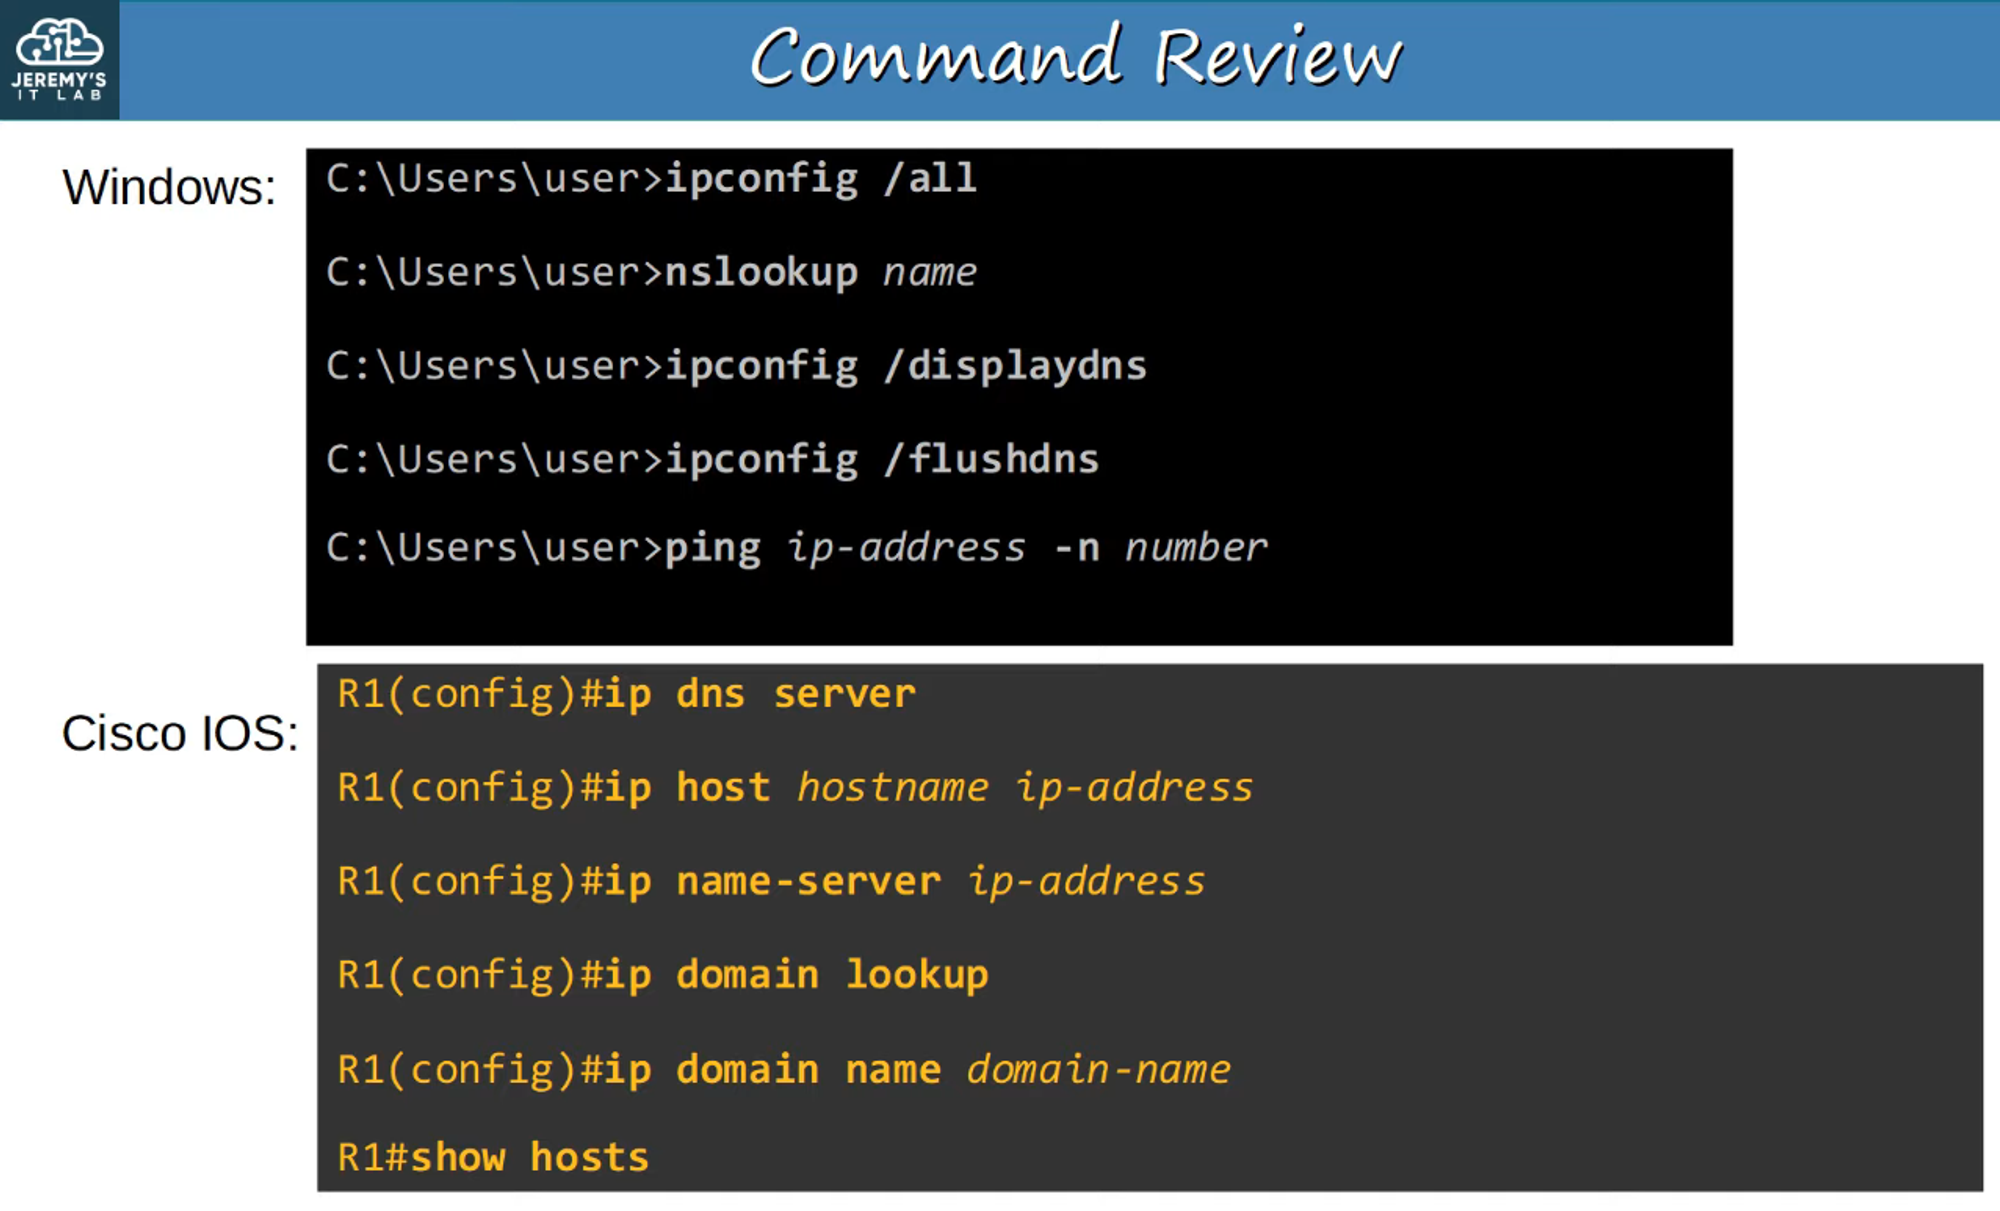 JEREMY'S
IT LAB
Command Review
Windows:
C:\Users\user>ipconfig /all
C:\Users\user>nslookup name
C:\Users\user>ipconfig /displaydns
C:\Users\user>ipconfig /flushdns
C:\Users\user>ping ip-address -n number
Cisco IOS:
R1(config)#ip dns server
R1(config)#ip host hostname ip-address
R1(config)#ip name-server ip-address
R1(config)#ip domain lookup
R1(config)#ip domain name domain-name
R1#show hosts